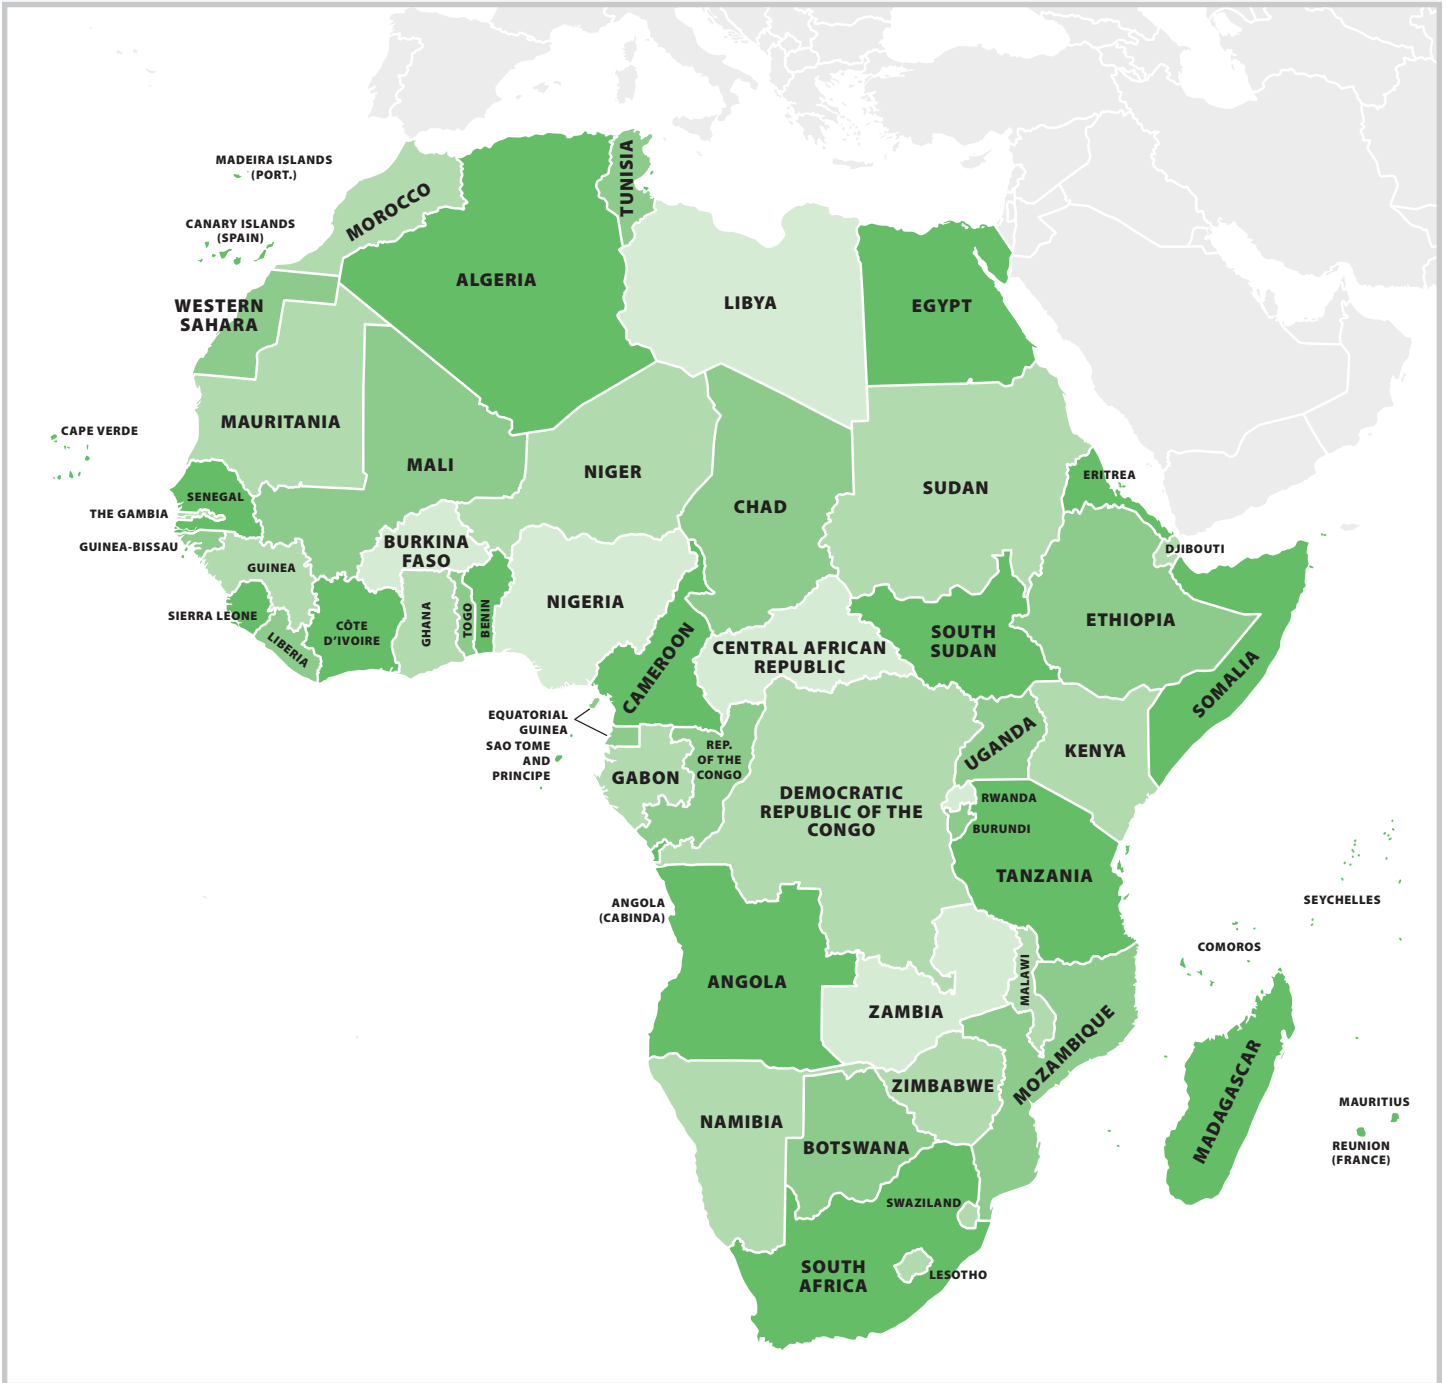 MADEIRA ISLANDS
(PORT.)
CANARY ISLANDS
(SPAIN)
MOROCCO
TUNISIA
ALGERIA
LIBYA
EGYPT
WESTERN
SAHARA
MAURITANIA
CAPE VERDE
MALI
NIGER
CHAD
SUDAN
ERITREA
SENEGAL
THE GAMBIA
GUINEA-BISSAU
GUINEA
BURKINA
FASO
DJIBOUTI
SIERRA LEONE
LIBERIA
CÔTE
D'IVOIRE
GHANA
TOGO
BENIN
NIGERIA
CAMEROON
CENTRAL AFRICAN
REPUBLIC
SOUTH
SUDAN
ETHIOPIA
SOMALIA
EQUATORIAL
GUINEA
SAO TOME
AND
PRINCIPE
GABON
REP.
OF THE
CONGO
DEMOCRATIC
REPUBLIC OF THE
CONGO
UGANDA
KENYA
RWANDA
BURUNDI
TANZANIA
SEYCHELLES
ANGOLA
(CABINDA)
COMOROS
ANGOLA
ZAMBIA
MALAWI
MOZAMBIQUE
ZIMBABWE
MADAGASCAR
MAURITIUS
REUNION
(FRANCE)
NAMIBIA
BOTSWANA
SWAZILAND
SOUTH
AFRICA
LESOTHO